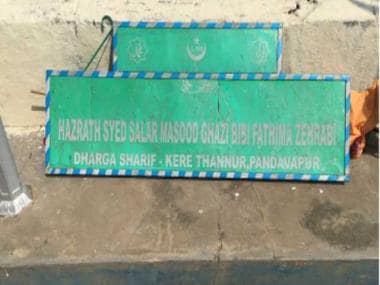 HAZRATH SYED SALAR MASOOD GHAZI BIBI FATHIMA ZEHRABI
DHARGA SHARIF - KERE THANNUR, PANDAVAPUR